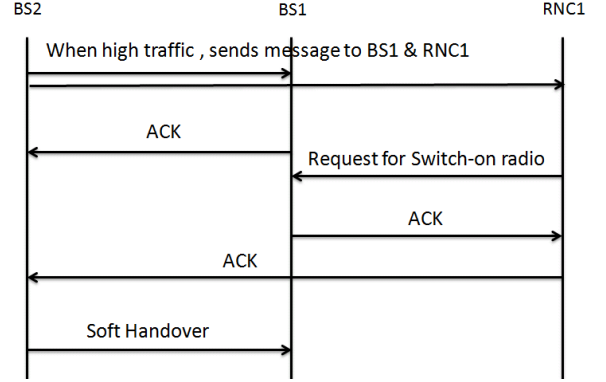 BS2 BS1 RNC1
When high traffic , sends message to BS1 & RNC1
ACK
Request for Switch-on radio
ACK
ACK
Soft Handover